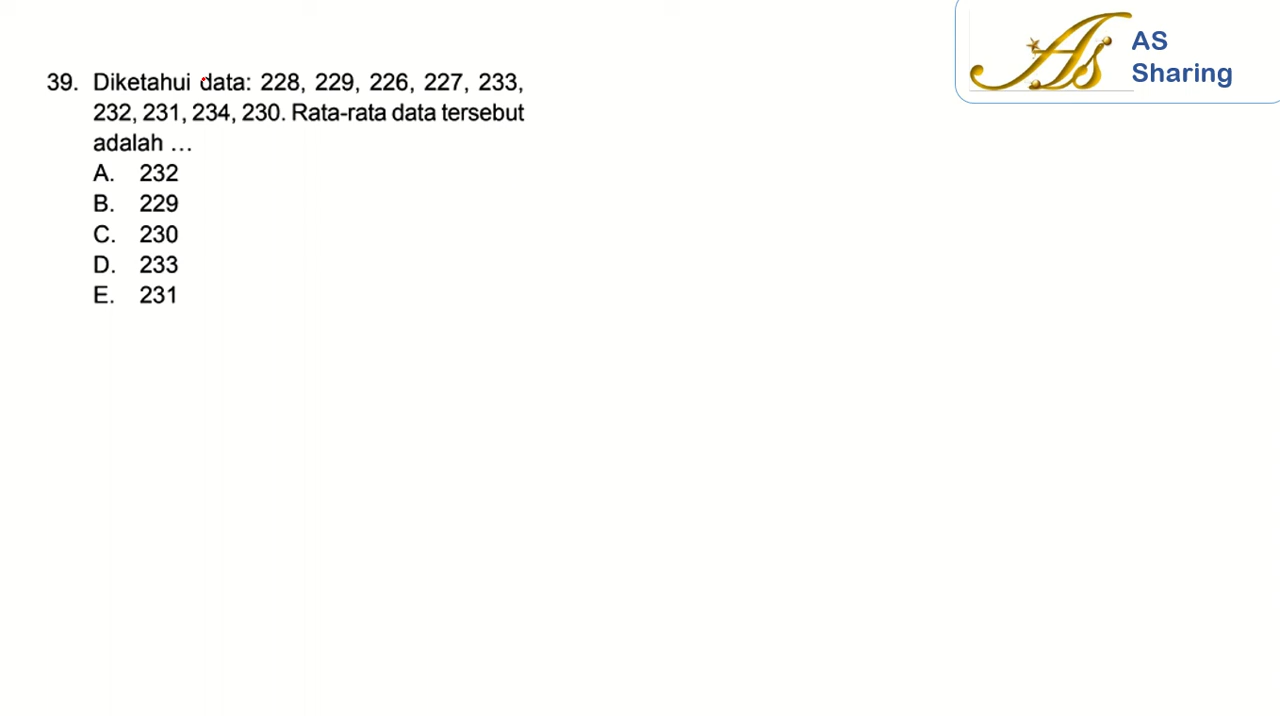 AS
Sharing
39. Diketahui data: 228, 229, 226, 227, 233,
232, 231, 234, 230. Rata-rata data tersebut
adalah ...
A. 232
B. 229
C. 230
D. 233
E. 231